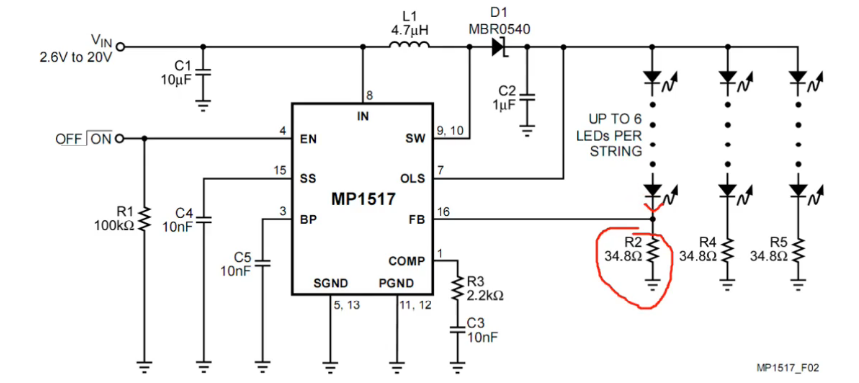 L1
4.7μH
D1
MBR0540
VIN
2.6V to 20V
C1
10μF
C2
1μF
8
IN
UP TO 6
LEDs PER
STRING
OFF ON
4
EN
SW
9, 10
15
SS
OLS
7
MP1517
3
BP
FB
16
R1
100kΩ
C4
10nF
C5
10nF
COMP
1
R2
34.8Ω
R4
34.8Ω
R5
34.8Ω
R3
2.2kΩ
SGND
PGND
5, 13
11, 12
C3
10nF
MP1517_F02